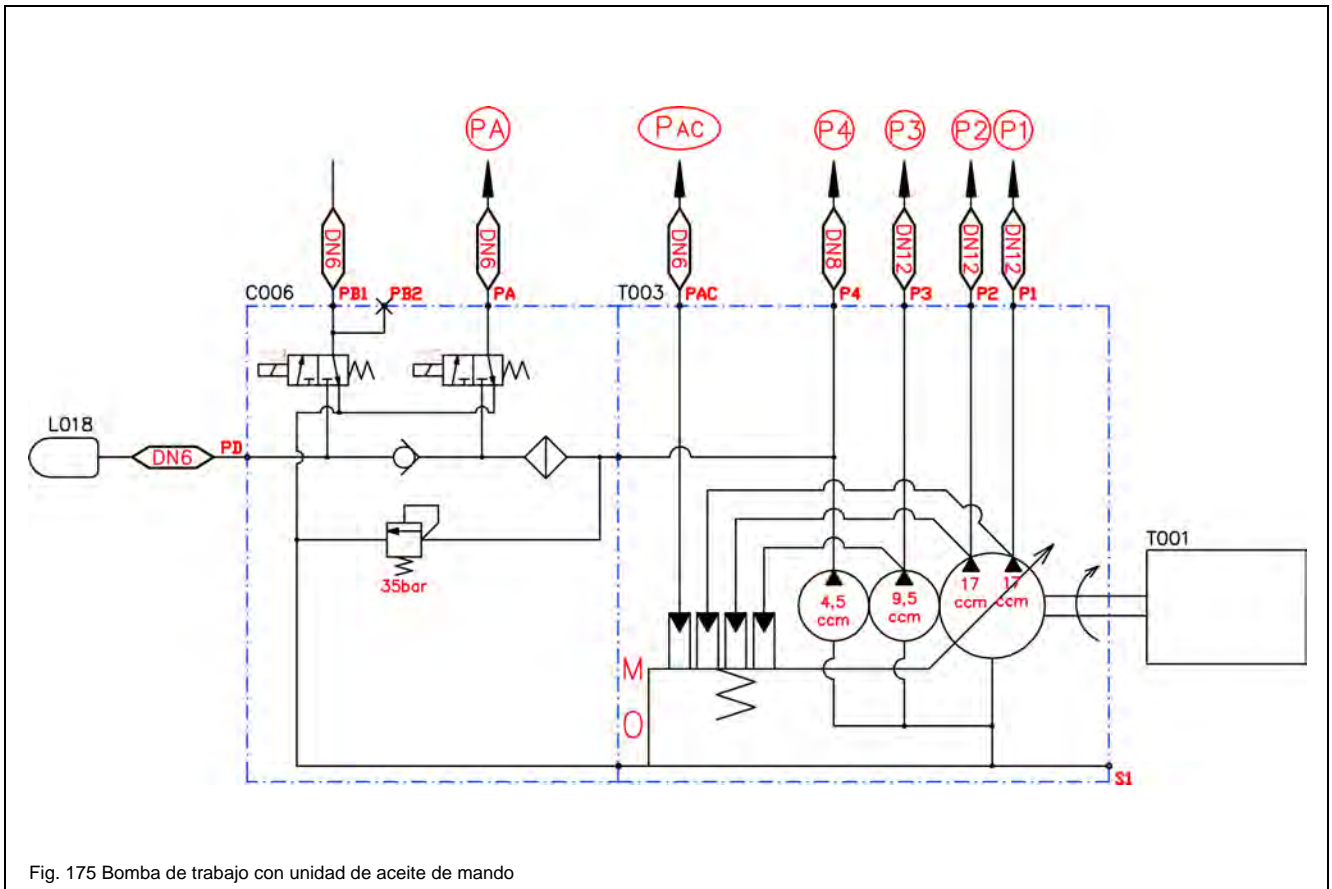 PA PAC P4 P3 P2 P1
DN6 DN6 DN6 DN8 DN12 DN12 DN12
C006 PB1 PB2 PA T003 PAC P4 P3 P2 P1
L018
DN6 PD
35bar
T001
17 17
ccm ccm
4,5
ccm
9,5
ccm
M
O
S1
Fig. 175 Bomba de trabajo con unidad de aceite de mando